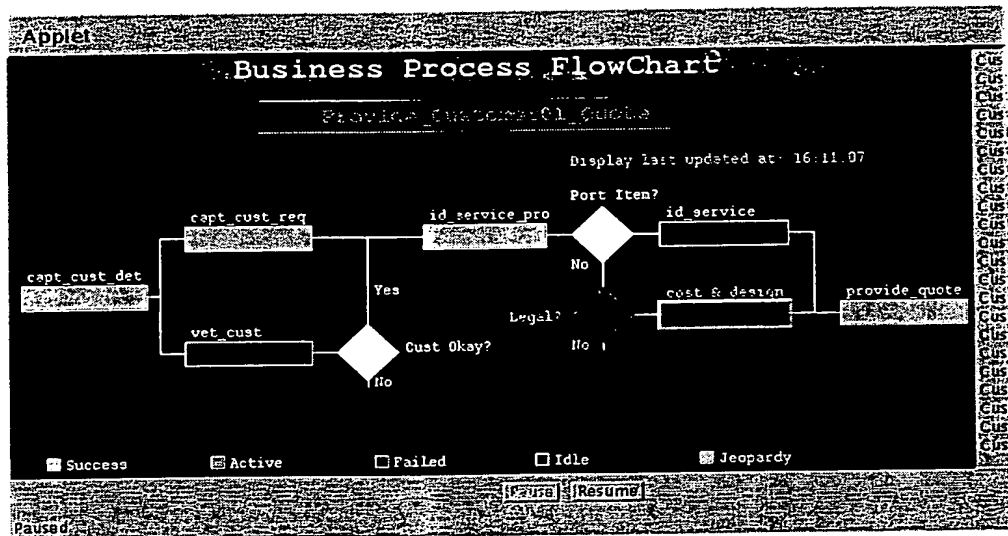 Applet
Business Process FlowChart
Provide_Customer01_Quote
Display last updated at: 16:11.07
Port Item?
capt_cust_req
id_service_pro
id_service
No
capt_cust_det
Yes
cost & design
provide_quote
Legal?
vet_cust
Cust Okay?
No
No
Success
Active
Failed
Idle
Jeopardy
Pause
Resume
Paused